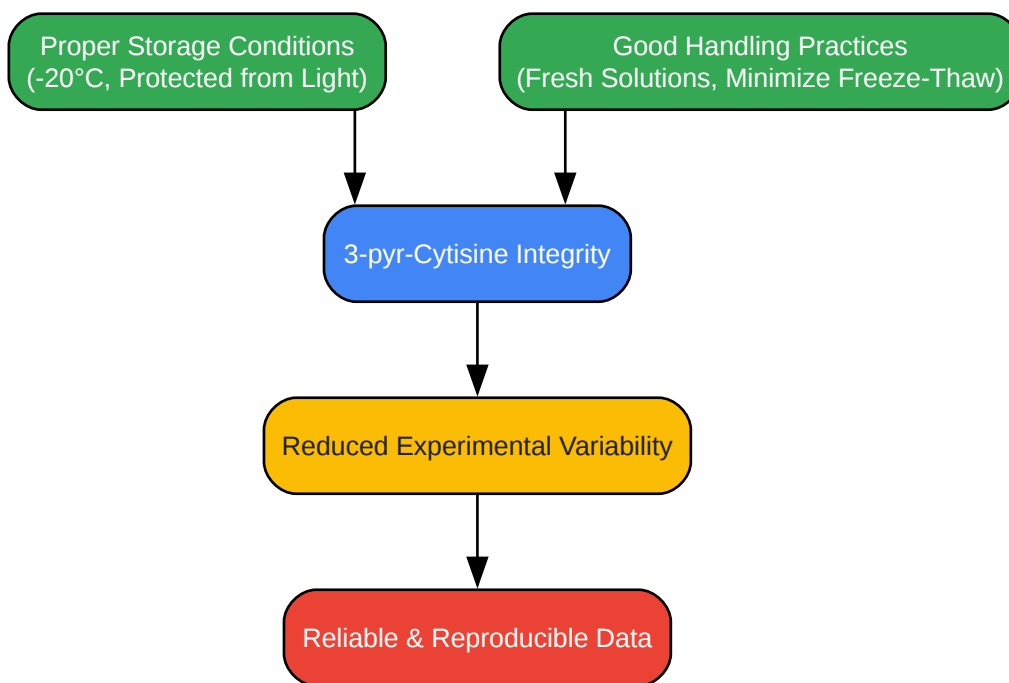 Proper Storage Conditions
(-20°C, Protected from Light)
Good Handling Practices
(Fresh Solutions, Minimize Freeze-Thaw)
3-pyr-Cytisine Integrity
Reduced Experimental Variability
Reliable & Reproducible Data